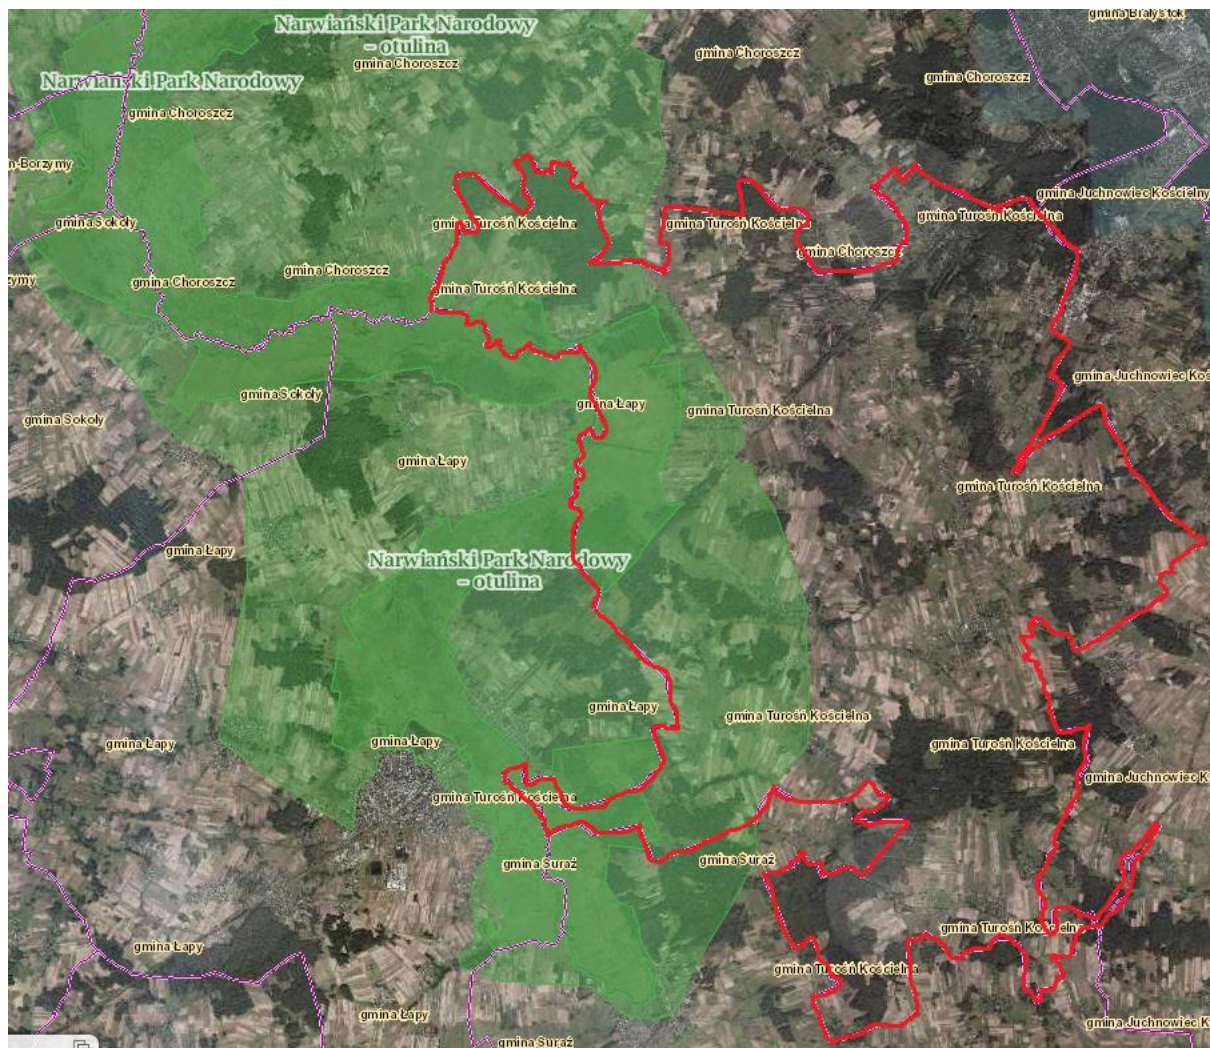 gmina Białystok
Narwiański Park Narodowy
– otulina
gmina Choroszcz
gmina Choroszcz
gmina Choroszcz
Narwiański Park Narodowy
gmina Choroszcz
n-Borzymy
gmina Juchnowiec Kościelny
gmina Sokoły
gmina Turośń Kościelna
gmina Turośń Kościelna
gmina Turośń Kościelna
gmina Choroszcz
gmina Choroszcz
zymy
gmina Choroszcz
gmina Turośń Kościelna
gmina Juchnowiec Koś
gmina Sokoły
gmina Łapy
gmina Turośń Kościelna
gmina Sokoły
gmina Łapy
gmina Turośń Kościelna
gmina Łapy
Narwiański Park Narodowy
– otulina
gmina Łapy
gmina Turośń Kościelna
gmina Łapy
gmina Łapy
gmina Turośń Kościelna
gmina Juchnowiec K
gmina Turośń Kościelna
gmina Suraż
gmina Suraż
gmina Turośń Kościelna
gmina Łapy
gmina Turośń Kościelna
gmina Łapy
gmina Juchnowiec K
gmina Suraż